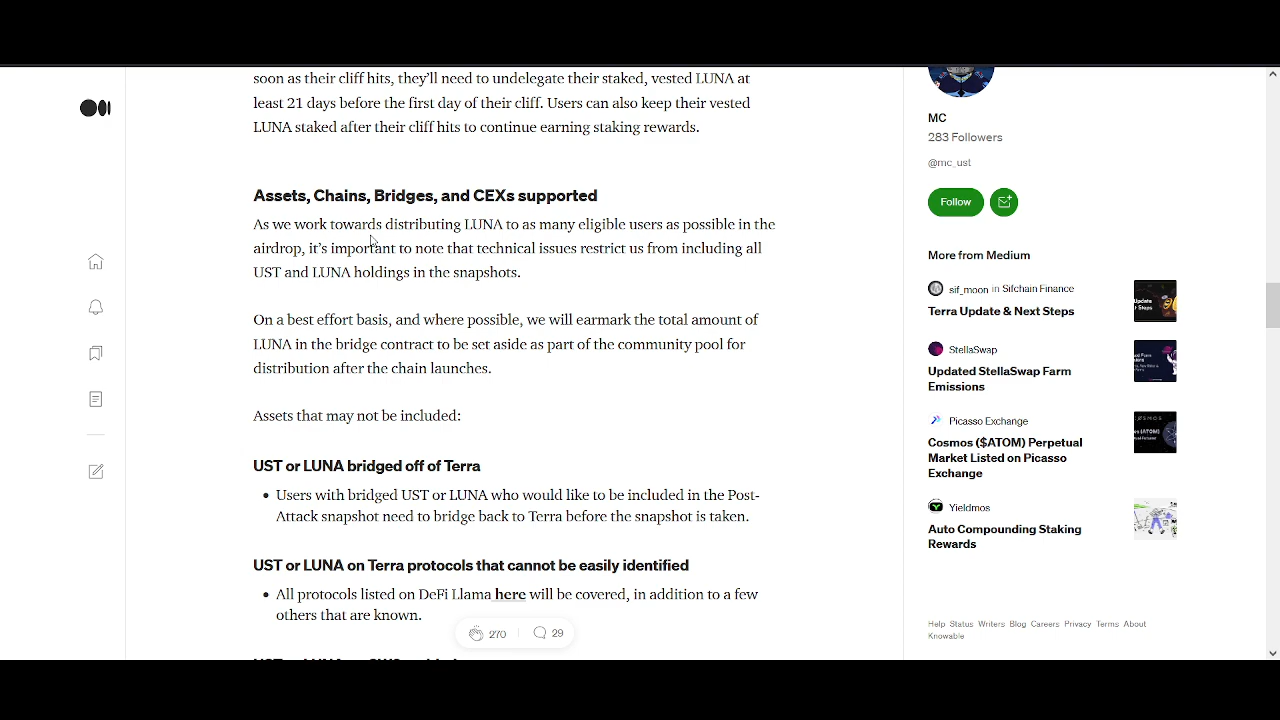 soon as their cliff hits, they'll need to undelegate their staked, vested LUNA at
least 21 days before the first day of their cliff. Users can also keep their vested
LUNA staked after their cliff hits to continue earning staking rewards.
Assets, Chains, Bridges, and CEXs supported
As we work towards distributing LUNA to as many eligible users as possible in the
airdrop, it's important to note that technical issues restrict us from including all
UST and LUNA holdings in the snapshots.
On a best effort basis, and where possible, we will earmark the total amount of
LUNA in the bridge contract to be set aside as part of the community pool for
distribution after the chain launches.
Assets that may not be included:
UST or LUNA bridged off of Terra
• Users with bridged UST or LUNA who would like to be included in the Post-
Attack snapshot need to bridge back to Terra before the snapshot is taken.
UST or LUNA on Terra protocols that cannot be easily identified
• All protocols listed on DeFi Llama here will be covered, in addition to a few
others that are known.
270
29
MC
283 Followers
@mc_ust
Follow
More from Medium
sif_moon in Sifchain Finance
Terra Update & Next Steps
StellaSwap
Updated StellaSwap Farm
Emissions
Picasso Exchange
Cosmos ($ATOM) Perpetual
Market Listed on Picasso
Exchange
Yieldmos
Auto Compounding Staking
Rewards
Help Status Writers Blog Careers Privacy Terms About
Knowable